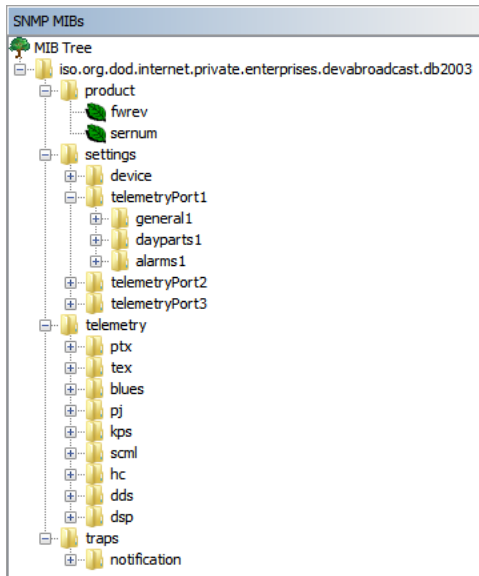 SNMP MIBs
MIB Tree
iso.org.dod.internet.private.enterprises.devabroadcast.db2003
product
fwrev
sernum
settings
device
telemetryPort1
general1
dayparts1
alarms1
telemetryPort2
telemetryPort3
telemetry
ptx
tex
blues
pj
kps
scml
hc
dds
dsp
traps
notification